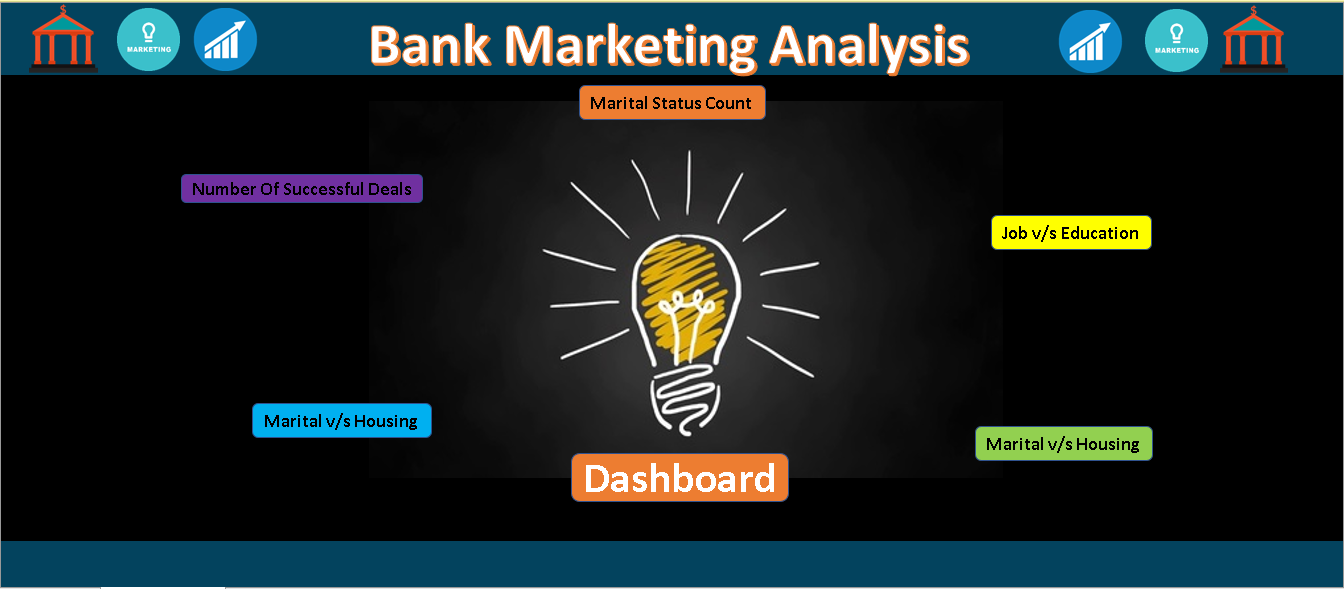 $
MARKETING
Bank Marketing Analysis
MARKETING
$
Marital Status Count
Number Of Successful Deals
Job v/s Education
Marital v/s Housing
Marital v/s Housing
Dashboard